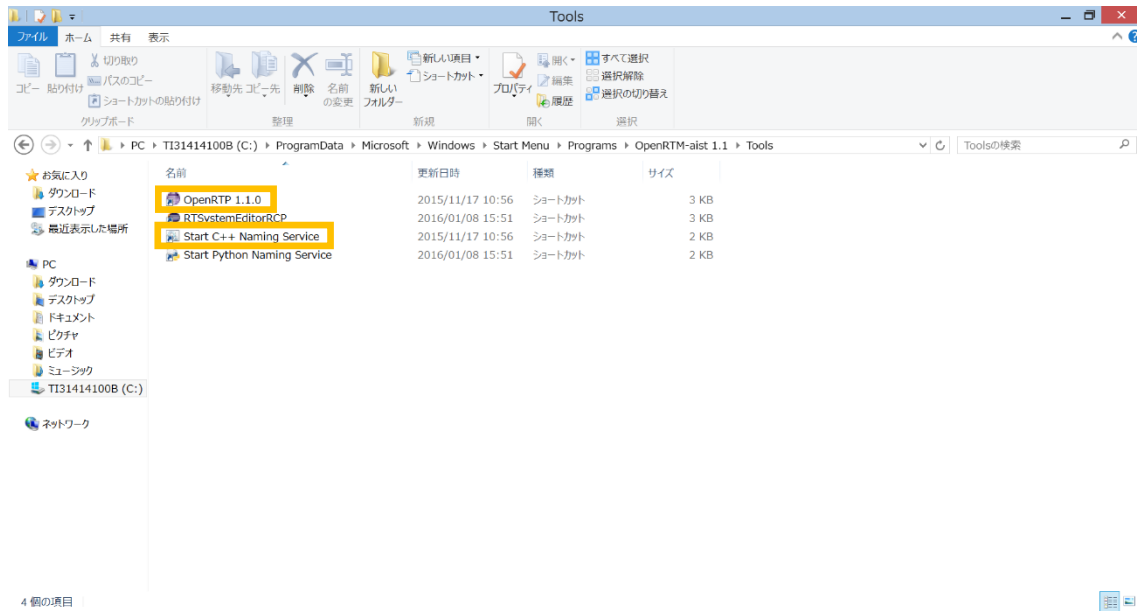 Tools
ファイル ホーム 共有 表示
コピー 貼り付け 切り取り パスのコピー ショートカットの貼り付け
移動先 コピー先 削除 名前の変更 新しいフォルダー
新しい項目 ショートカット
プロパティ 開く 編集 履歴
すべて選択 選択解除 選択の切り替え
クリップボード 整理 新規 開く 選択
PC TI31414100B (C:) ProgramData Microsoft Windows Start Menu Programs OpenRTM-aist 1.1 Tools Toolsの検索
お気に入り
ダウンロード
デスクトップ
最近表示した場所
PC
ダウンロード
デスクトップ
ドキュメント
ピクチャ
ビデオ
ミュージック
TI31414100B (C:)
ネットワーク
名前 更新日時 種類 サイズ
OpenRTP 1.1.0 2015/11/17 10:56 ショートカット 3 KB
RTSystemEditorRCP 2016/01/08 15:51 ショートカット 3 KB
Start C++ Naming Service 2015/11/17 10:56 ショートカット 2 KB
Start Python Naming Service 2016/01/08 15:51 ショートカット 2 KB
4 個の項目